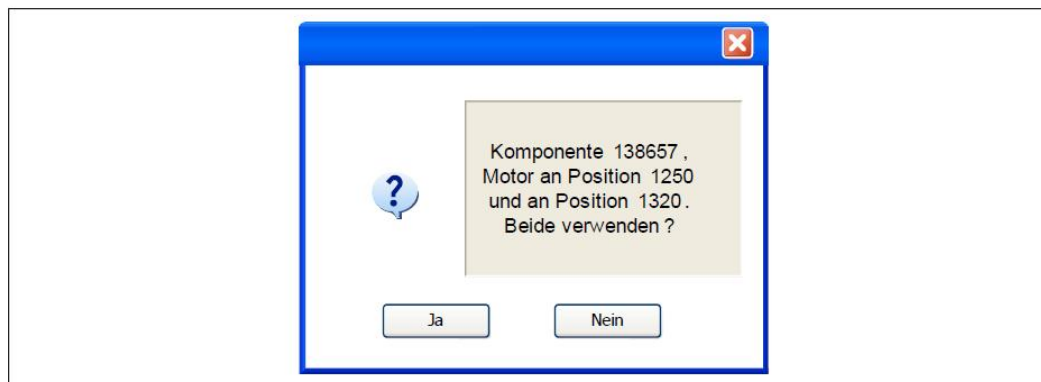 Komponente 138657 ,
Motor an Position 1250
und an Position 1320 .
Beide verwenden ?
Ja
Nein